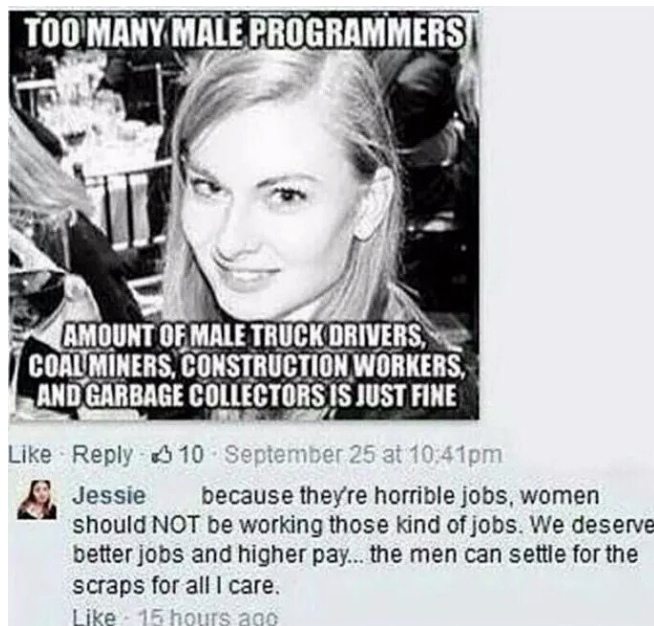 TOO MANY MALE PROGRAMMERS
AMOUNT OF MALE TRUCK DRIVERS,
COAL MINERS, CONSTRUCTION WORKERS,
AND GARBAGE COLLECTORS IS JUST FINE
Like · Reply · 10 · September 25 at 10:41pm
Jessie because they're horrible jobs, women
should NOT be working those kind of jobs. We deserve
better jobs and higher pay... the men can settle for the
scraps for all I care.
Like · 15 hours ago